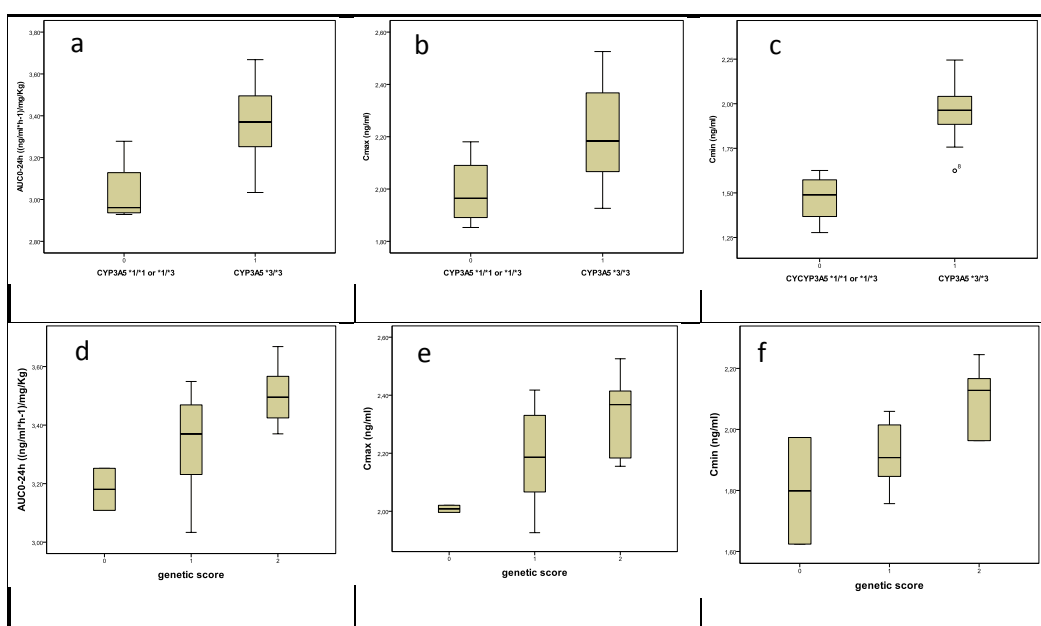 a
AUC0-24h ((ng/ml*h-1)/mg/Kg)
3,80
3,60
3,40
3,20
3,00
2,80
0
1
CYP3A5 *1/*1 or *1/*3
CYP3A5 *3/*3
b
Cmax (ng/ml)
2,60
2,40
2,20
2,00
1,80
0
1
CYP3A5 *1/*1 or *1/*3
CYP3A5 *3/*3
c
Cmin (ng/ml)
2,25
2,00
1,75
1,50
1,25
8
0
1
CYCYP3A5 *1/*1 or *1/*3
CYP3A5 *3/*3
d
AUC0-24h ((ng/ml*h-1)/mg/Kg)
3,60
3,40
3,20
3,00
0
1
2
genetic score
e
Cmax (ng/ml)
2,60
2,40
2,20
2,00
0
1
2
genetic score
f
Cmin (ng/ml)
2,20
2,00
1,80
1,60
0
1
2
genetic score